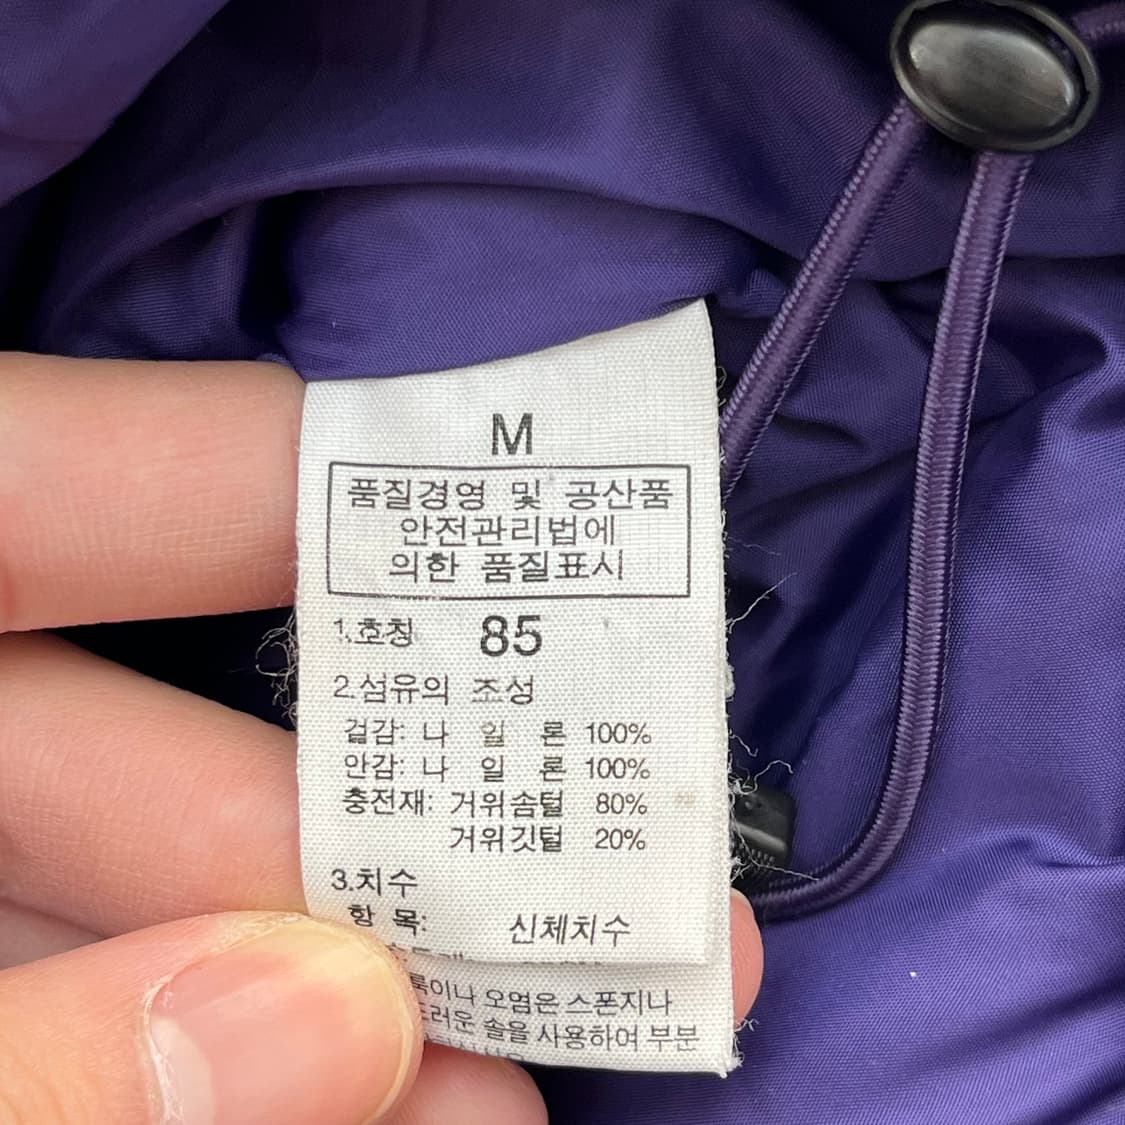 M
품질경영 및 공산품
안전관리법에
의한 품질표시
1.호칭 85
2.섬유의 조성
겉감: 나 일 론 100%
안감: 나 일 론 100%
충전재: 거위솜털 80%
거위깃털 20%
3.치수
항 목: 신체치수
룩이나 오염은 스폰지나
드러운 솔을 사용하여 부분